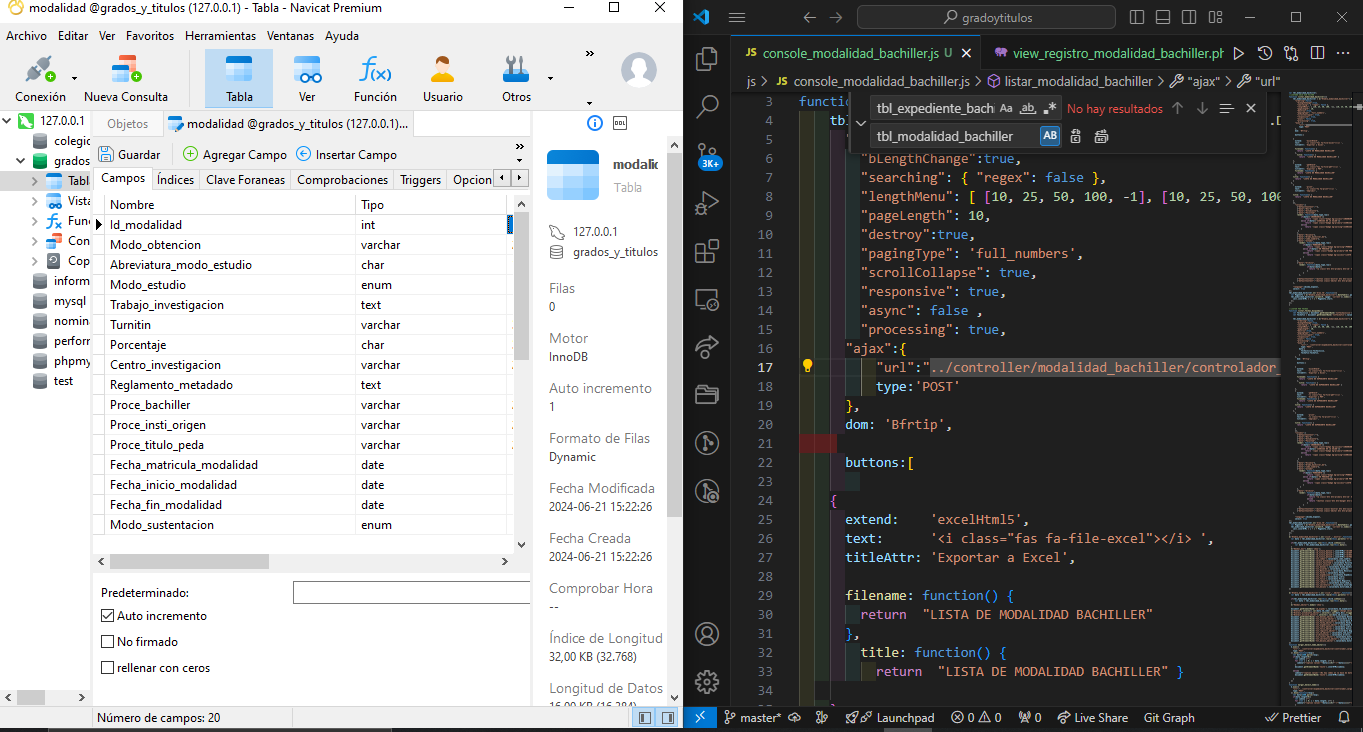 modalidad @grados_y_titulos (127.0.0.1) - Tabla - Navicat Premium
Archivo Editar Ver Favoritos Herramientas Ventanas Ayuda
Conexión Nueva Consulta Tabla Ver Función Usuario Otros
127.0.0.1
colegio
grados
Tabla
Vista
Fun
Con
Cop
inform
mysql
nomin
perfor
phpmy
test
Objetos
modalidad @grados_y_titulos (127.0.0.1)...
Guardar Agregar Campo Insertar Campo
Campos Índices Clave Foraneas Comprobaciones Triggers Opcion
Nombre Tipo
Id_modalidad int
Modo_obtencion varchar
Abreviatura_modo_estudio char
Modo_estudio enum
Trabajo_investigacion text
Turnitin varchar
Porcentaje char
Centro_investigacion varchar
Reglamento_metadado text
Proce_bachiller varchar
Proce_insti_origen varchar
Proce_titulo_peda varchar
Fecha_matricula_modalidad date
Fecha_inicio_modalidad date
Fecha_fin_modalidad date
Modo_sustentacion enum
Predeterminado:
Auto incremento
No firmado
rellenar con ceros
Número de campos: 20
DDL
modalid
Tabla
127.0.0.1
grados_y_titulos
Filas
0
Motor
InnoDB
Auto incremento
1
Formato de Filas
Dynamic
Fecha Modificada
2024-06-21 15:22:26
Fecha Creada
2024-06-21 15:22:26
Comprobar Hora
--
Índice de Longitud
32,00 KB (32.768)
Longitud de Datos
16,00 KB (16.384)
gradoytitulos
JS console_modalidad_bachiller.js U
view_registro_modalidad_bachiller.ph
js > JS console_modalidad_bachiller.js > listar_modalidad_bachiller > "ajax" > "url"
tbl_expediente_bach Aa ab .* No hay resultados
tbl_modalidad_bachiller AB
3K+
3 functio
4 tbl .D
6 "bLengthChange":true,
7 "searching": { "regex": false },
8 "lengthMenu": [ [10, 25, 50, 100, -1], [10, 25, 50, 100
9 "pageLength": 10,
10 "destroy":true,
11 "pagingType": 'full_numbers',
12 "scrollCollapse": true,
13 "responsive": true,
14 "async": false ,
15 "processing": true,
16 "ajax":{
17 "url":"../controller/modalidad_bachiller/controlador_
18 type:'POST'
19 },
20 dom: 'Bfrtip',
21
22 buttons:[
23
24 {
25 extend: 'excelHtml5',
26 text: '<i class="fas fa-file-excel"></i> ',
27 titleAttr: 'Exportar a Excel',
28
29 filename: function() {
30 return "LISTA DE MODALIDAD BACHILLER"
31 },
32 title: function() {
33 return "LISTA DE MODALIDAD BACHILLER" }
34
master* Launchpad 0 0 0 Live Share Git Graph Prettier